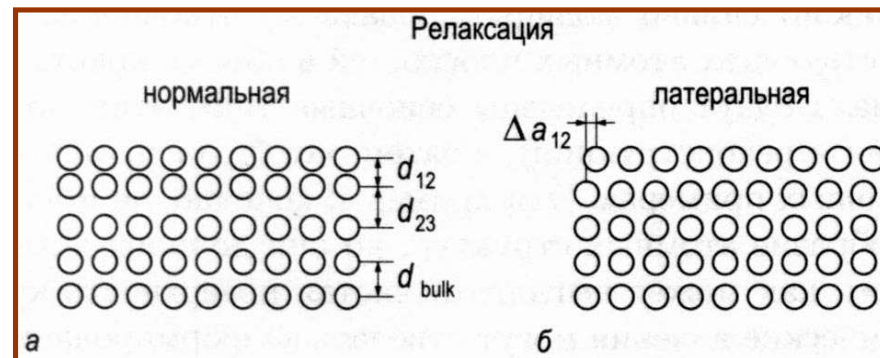 Релаксация
нормальная
латеральная
Δa₁₂
d₁₂
d₂₃
d bulk
а
б